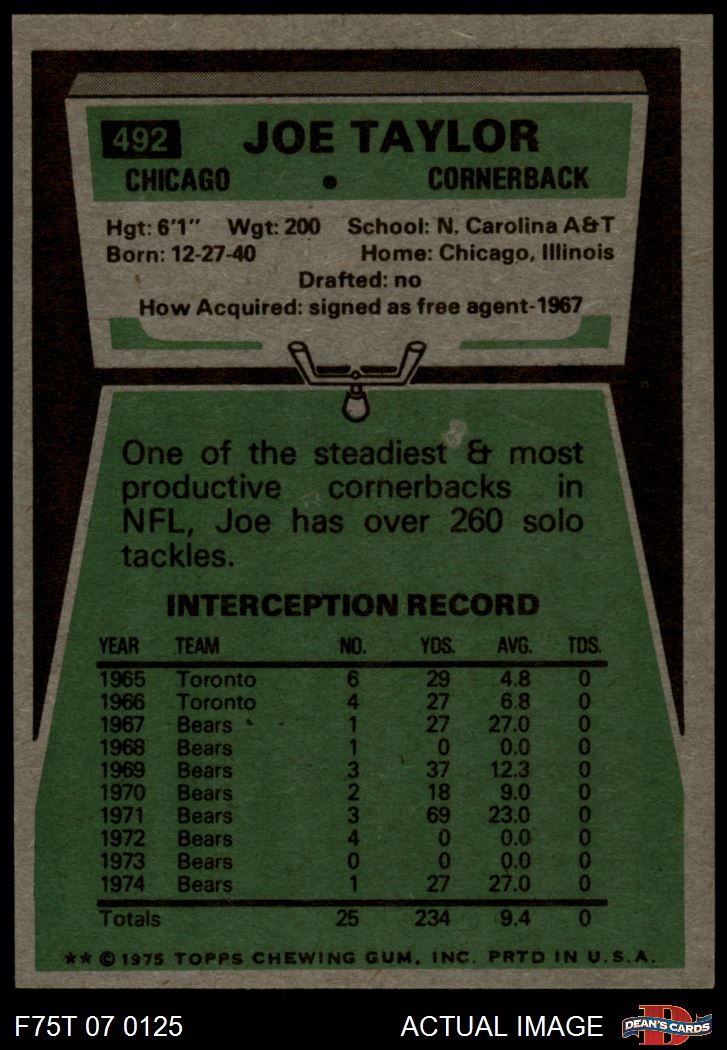 492 JOE TAYLOR
CHICAGO • CORNERBACK
Hgt: 6'1" Wgt: 200 School: N. Carolina A&T
Born: 12-27-40 Home: Chicago, Illinois
Drafted: no
How Acquired: signed as free agent-1967
One of the steadiest & most
productive cornerbacks in
NFL, Joe has over 260 solo
tackles.
INTERCEPTION RECORD
YEAR TEAM NO. YDS. AVG. TDS.
1965 Toronto 6 29 4.8 0
1966 Toronto 4 27 6.8 0
1967 Bears 1 27 27.0 0
1968 Bears 1 0 0.0 0
1969 Bears 3 37 12.3 0
1970 Bears 2 18 9.0 0
1971 Bears 3 69 23.0 0
1972 Bears 4 0 0.0 0
1973 Bears 0 0 0.0 0
1974 Bears 1 27 27.0 0
Totals 25 234 9.4 0
** © 1975 TOPPS CHEWING GUM, INC. PRTD IN U.S.A.
F75T 07 0125 ACTUAL IMAGE D DEAN'S CARDS